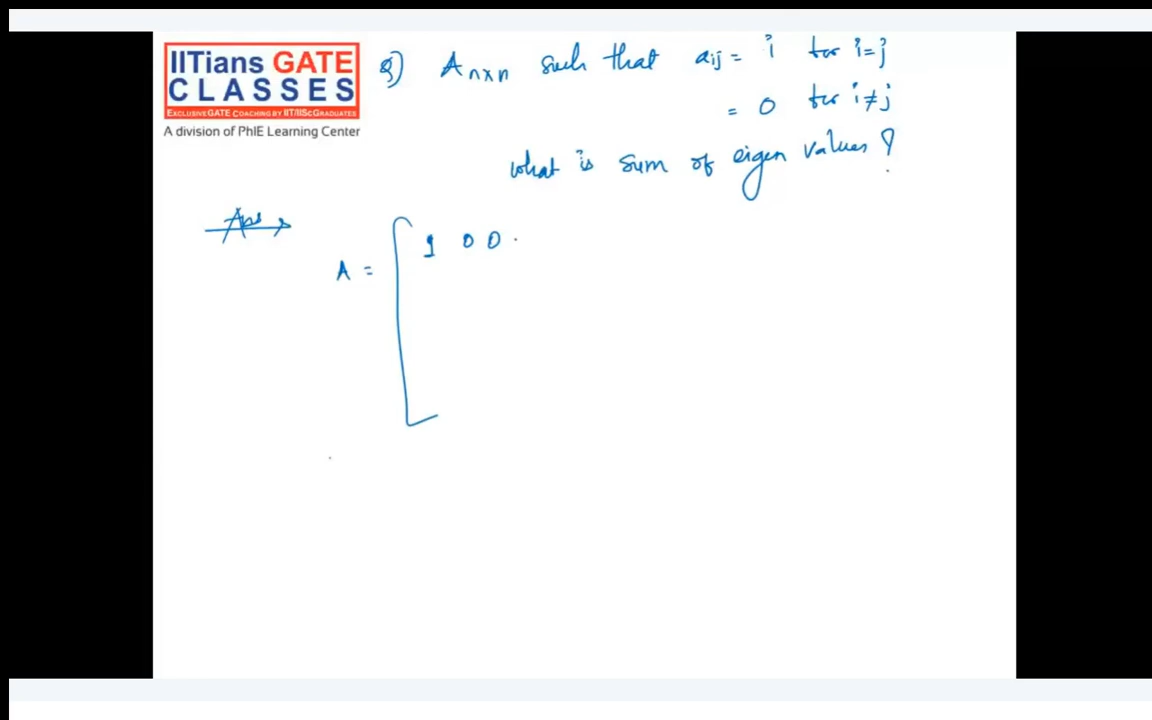 IITians GATE
CLASSES
EXCLUSIVE GATE COACHING BY IIT/IISC GRADUATES
A division of PhIE Learning Center
Q) Anxn such that aij = i for i=j
= 0 for i≠j
what is sum of eigen values ?
Ans →
A = [ 1 0 0 .